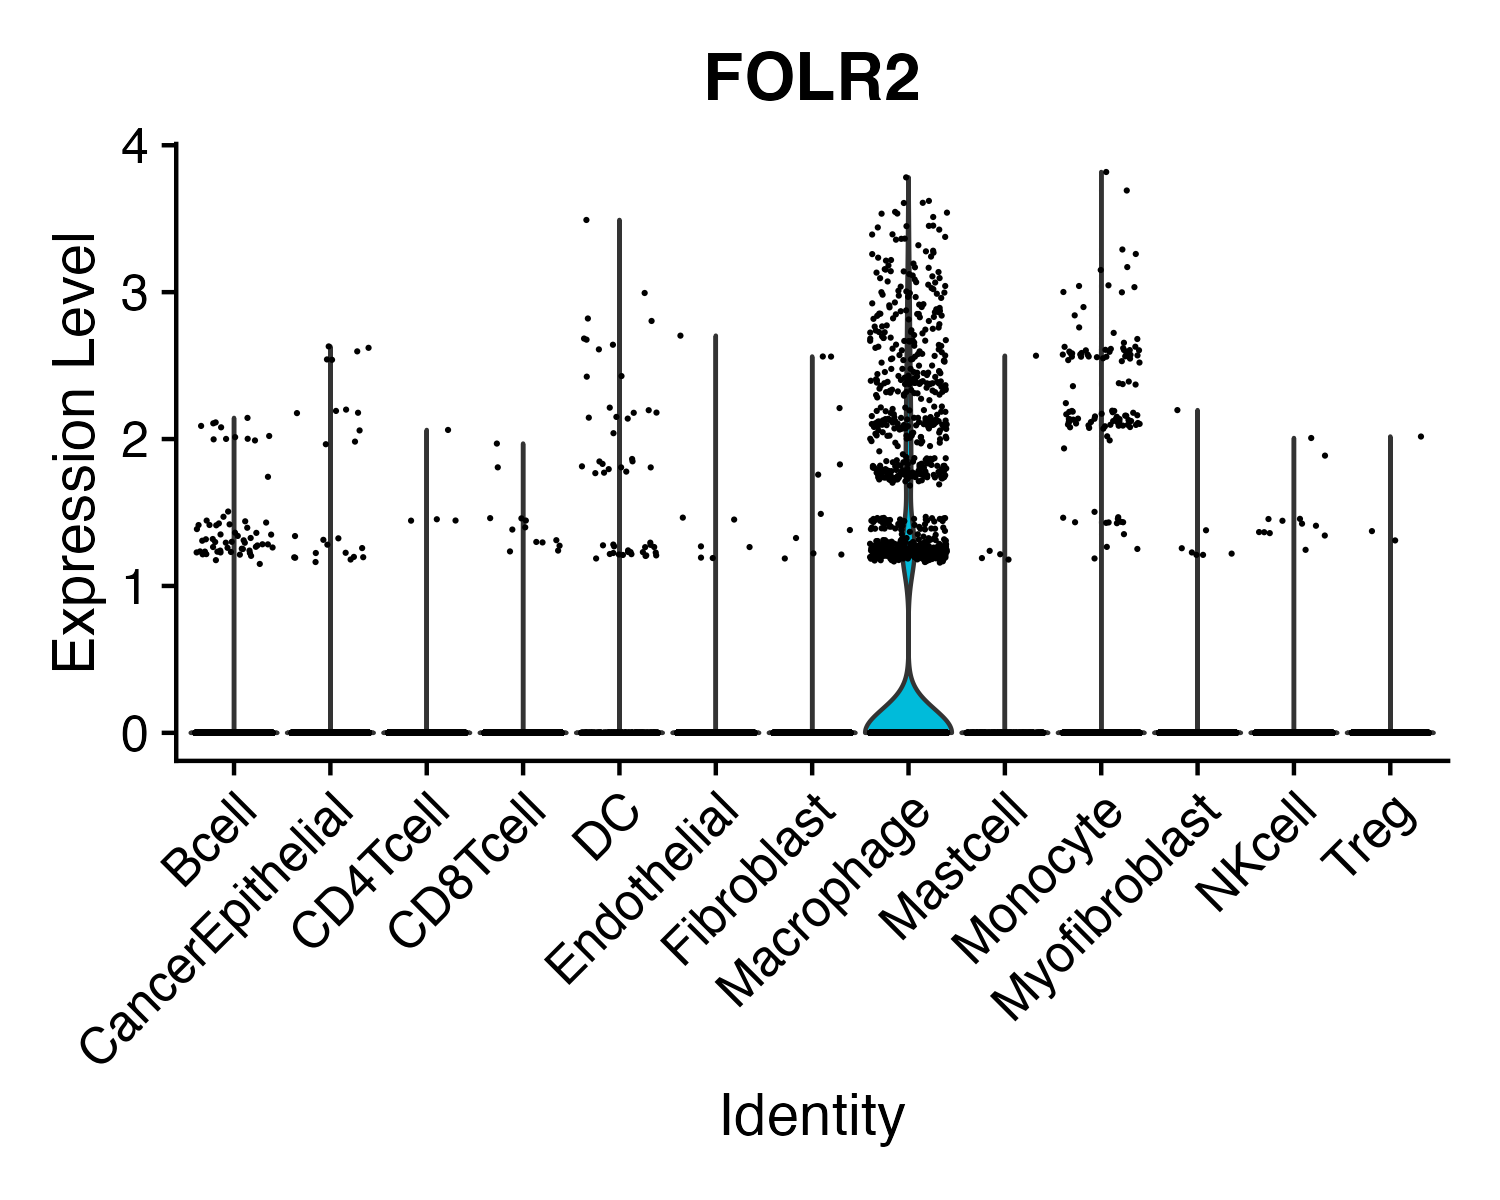 FOLR2
Expression Level
4
3
2
1
0
Bcell
CancerEpithelial
CD4Tcell
CD8Tcell
DC
Endothelial
Fibroblast
Macrophage
Mastcell
Monocyte
Myofibroblast
NKcell
Treg
Identity